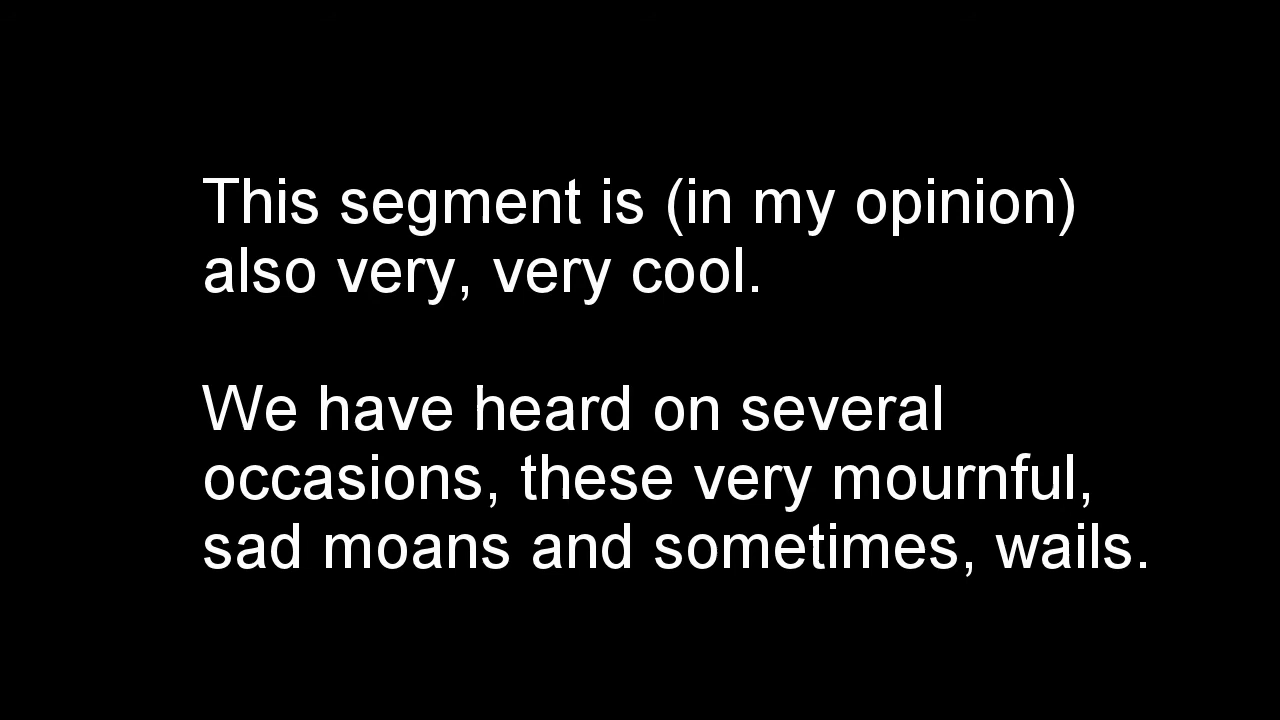 This segment is (in my opinion)
also very, very cool.
We have heard on several
occasions, these very mournful,
sad moans and sometimes, wails.